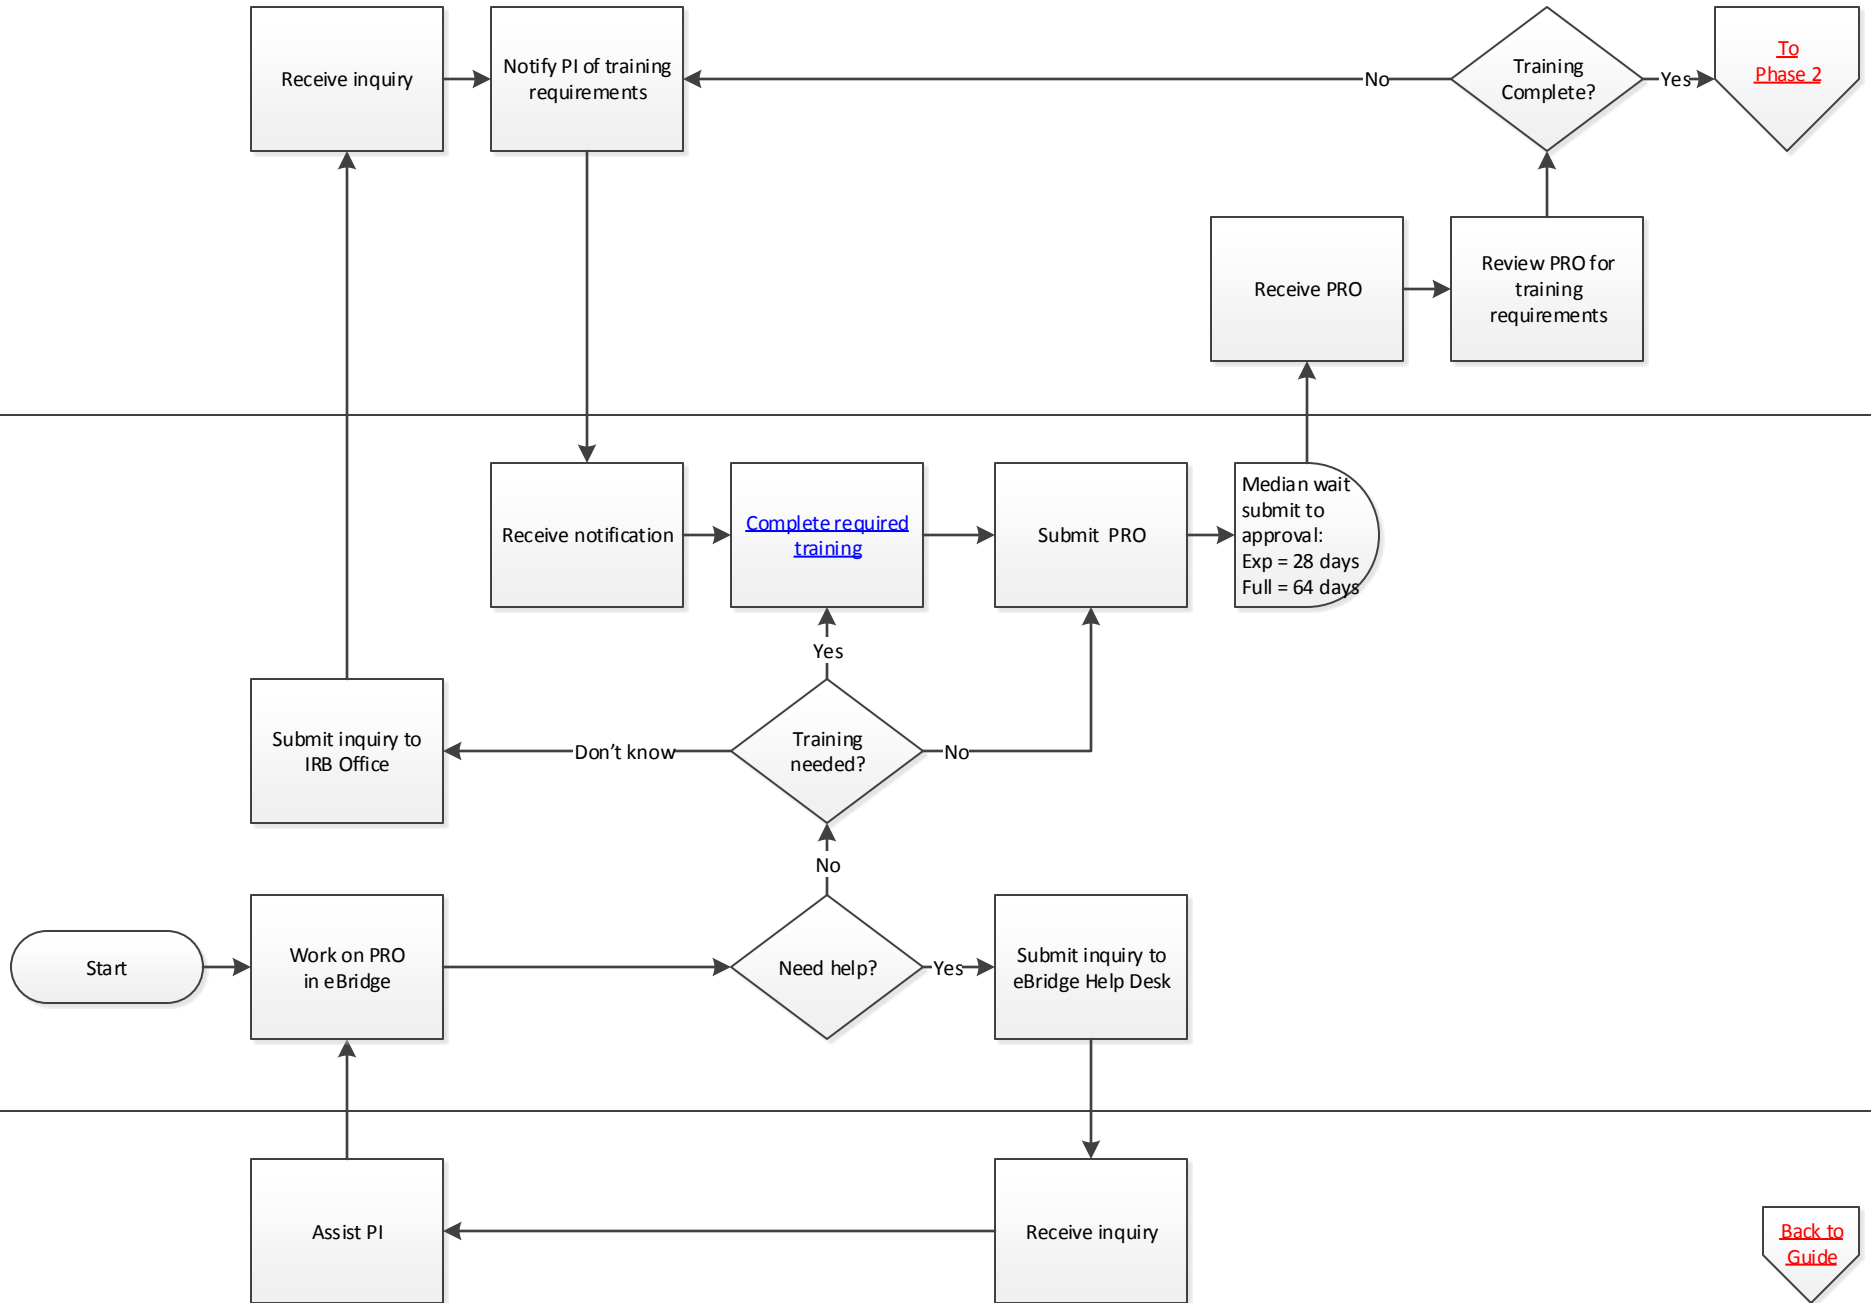 Receive inquiry
Notify PI of training
requirements
No
Training
Complete?
Yes
To
Phase 2
Receive PRO
Review PRO for
training
requirements
Receive notification
Complete required
training
Submit PRO
Median wait
submit to
approval:
Exp = 28 days
Full = 64 days
Yes
Submit inquiry to
IRB Office
Don't know
Training
needed?
No
No
Start
Work on PRO
in eBridge
Need help?
Yes
Submit inquiry to
eBridge Help Desk
Assist PI
Receive inquiry
Back to
Guide